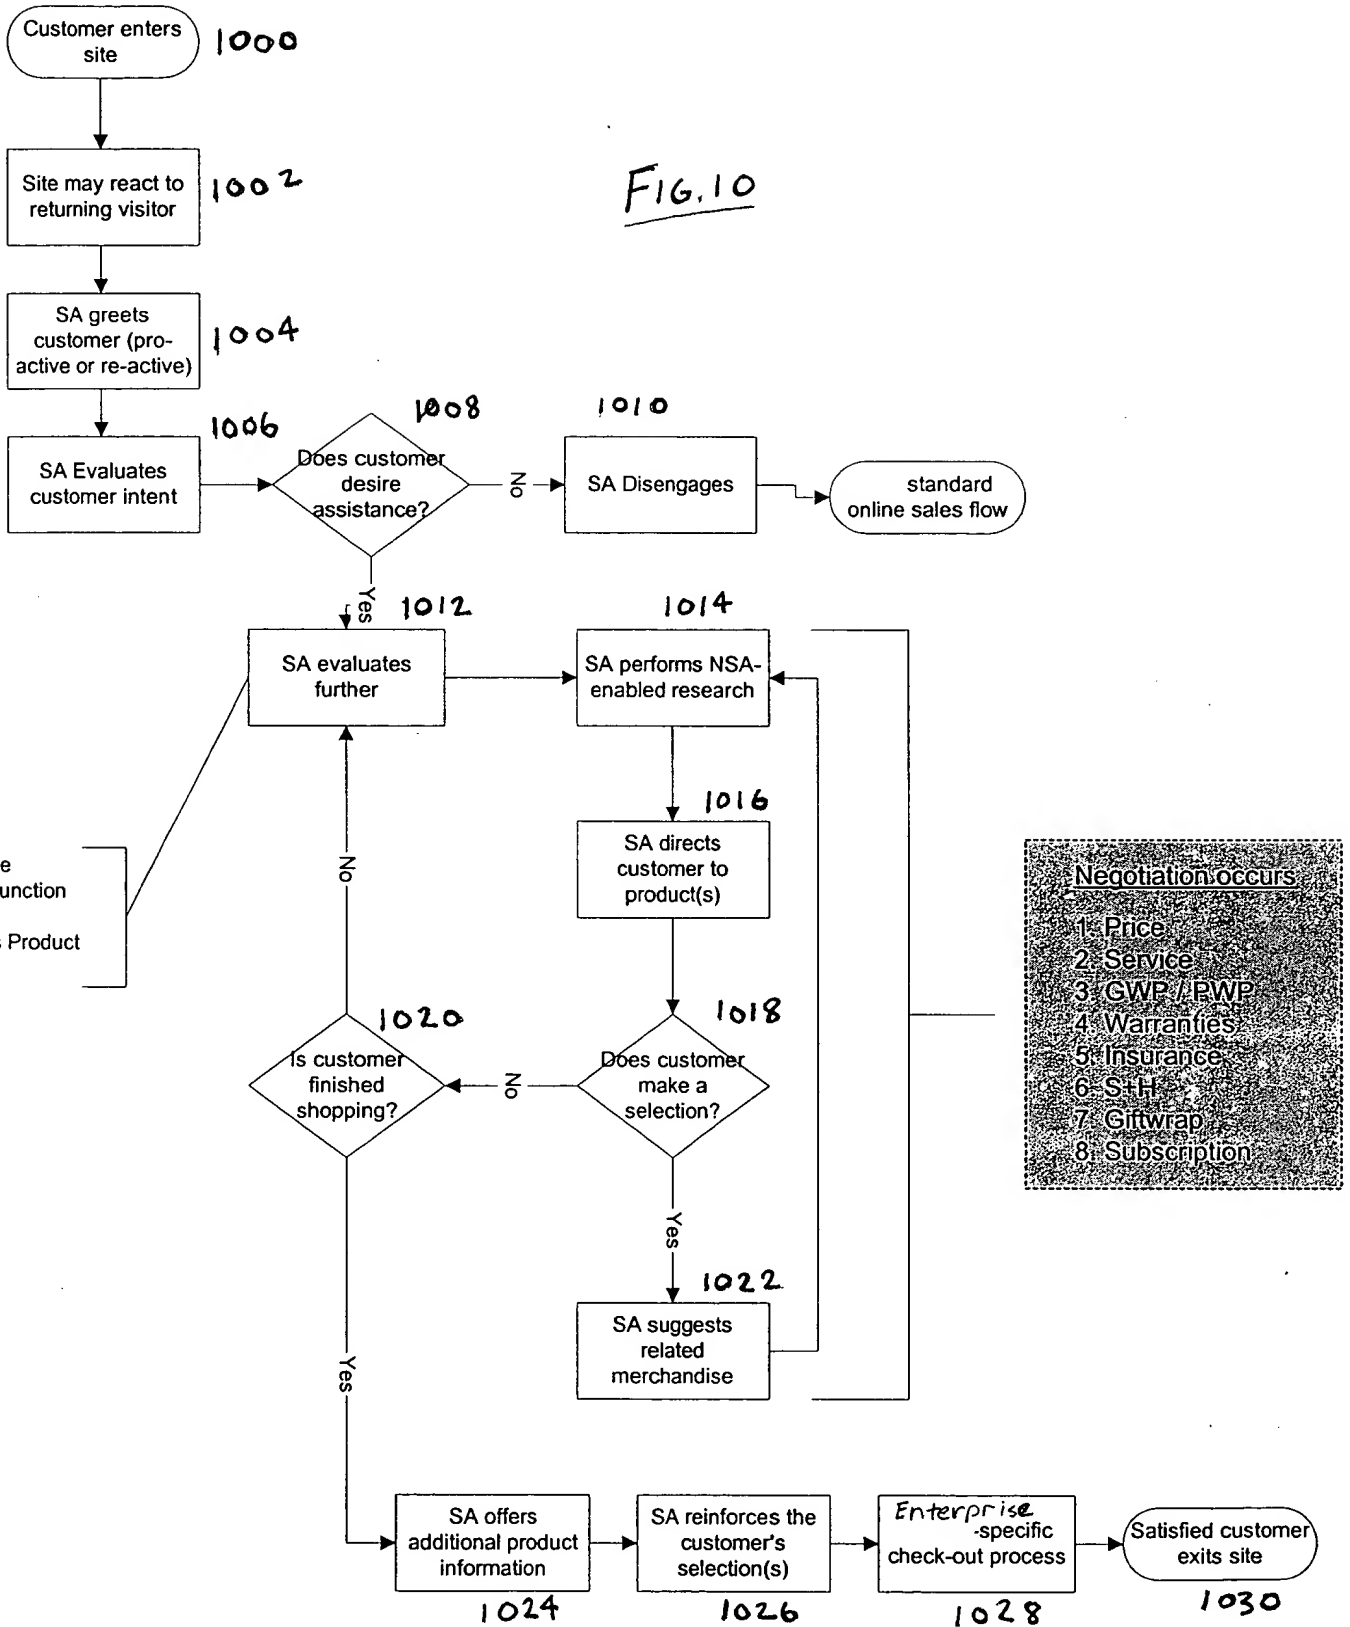 Customer enters
site
1000
Site may react to
returning visitor
1002
FIG.10
SA greets
customer (pro-
active or re-active)
1004
SA Evaluates
customer intent
1006
Does customer
desire
assistance?
1008
No
SA Disengages
1010
standard
online sales flow
Yes
SA evaluates
further
1012
SA performs NSA-
enabled research
1014
SA directs
customer to
product(s)
1016
No
e
unction
s Product
Negotiation occurs
1. Price
2. Service
3. GWP / PWP
4. Warranties
5. Insurance
6. S+H
7. Giftwrap
8. Subscription
Is customer
finished
shopping?
1020
No
Does customer
make a
selection?
1018
Yes
SA suggests
related
merchandise
1022
Yes
SA offers
additional product
information
1024
SA reinforces the
customer's
selection(s)
1026
Enterprise
-specific
check-out process
1028
Satisfied customer
exits site
1030